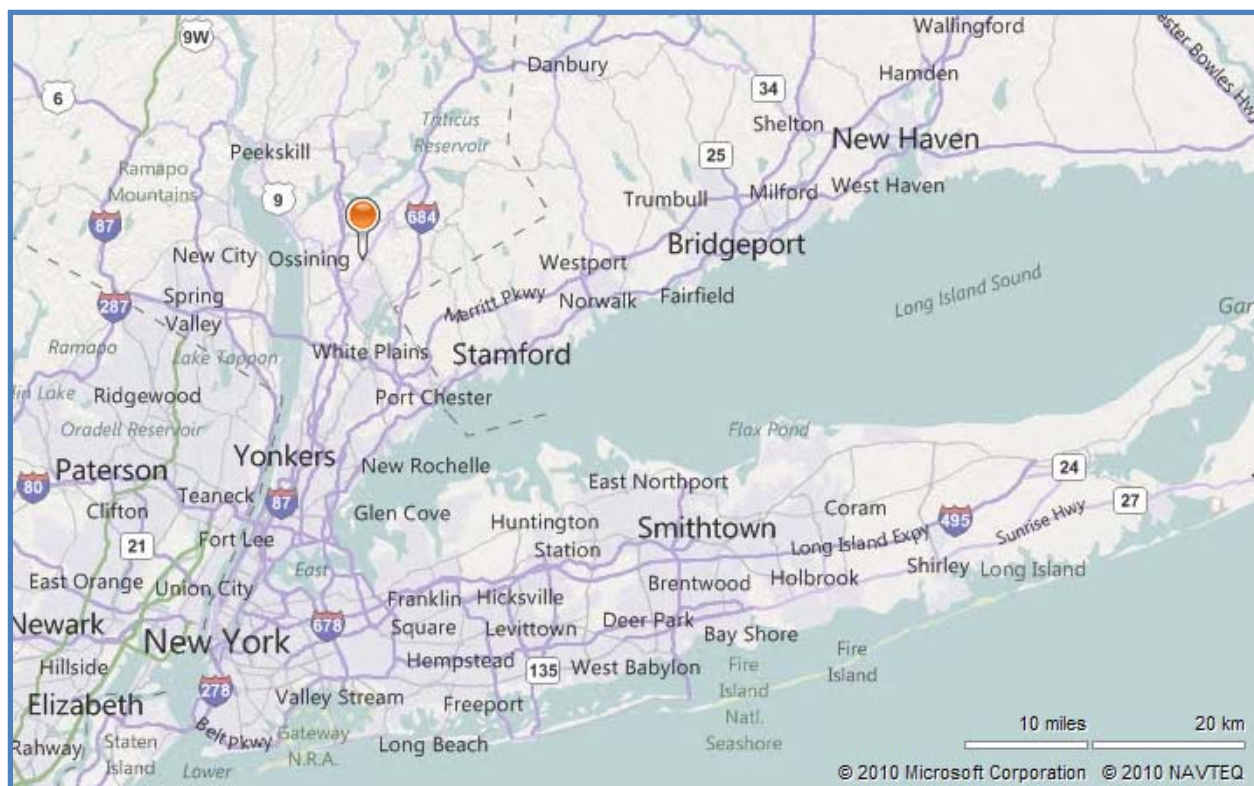 9W
Wallingford
Danbury
Hamden
6
34
Shelton
Titicus
Reservoir
New Haven
Peekskill
25
Ramapo
Mountains
9
Trumbull
Milford
West Haven
87
684
New City
Ossining
Bridgeport
Westport
Spring
Valley
287
Merritt Pkwy
Norwalk
Fairfield
Long Island Sound
Ramapo
Lake Tappan
White Plains
Stamford
Ridgewood
Port Chester
Oradell Reservoir
Flax Pond
Yonkers
Paterson
New Rochelle
24
80
Teaneck
87
East Northport
27
Clifton
Glen Cove
Huntington
Station
Smithtown
Coram
495
Sunrise Hwy
21
Fort Lee
Long Island Expy
East Orange
Union City
East
Brentwood
Holbrook
Shirley
Long Island
Franklin
Square
Hicksville
Newark
New York
678
Levittown
Deer Park
Bay Shore
Hillside
Hempstead
135
West Babylon
Fire
Island
Natl.
Seashore
Fire
Island
Elizabeth
278
Valley Stream
Freeport
Belt Pkwy
Gateway
N.R.A.
Long Beach
Rahway
Staten
Island
Lower
10 miles
20 km
© 2010 Microsoft Corporation © 2010 NAVTEQ